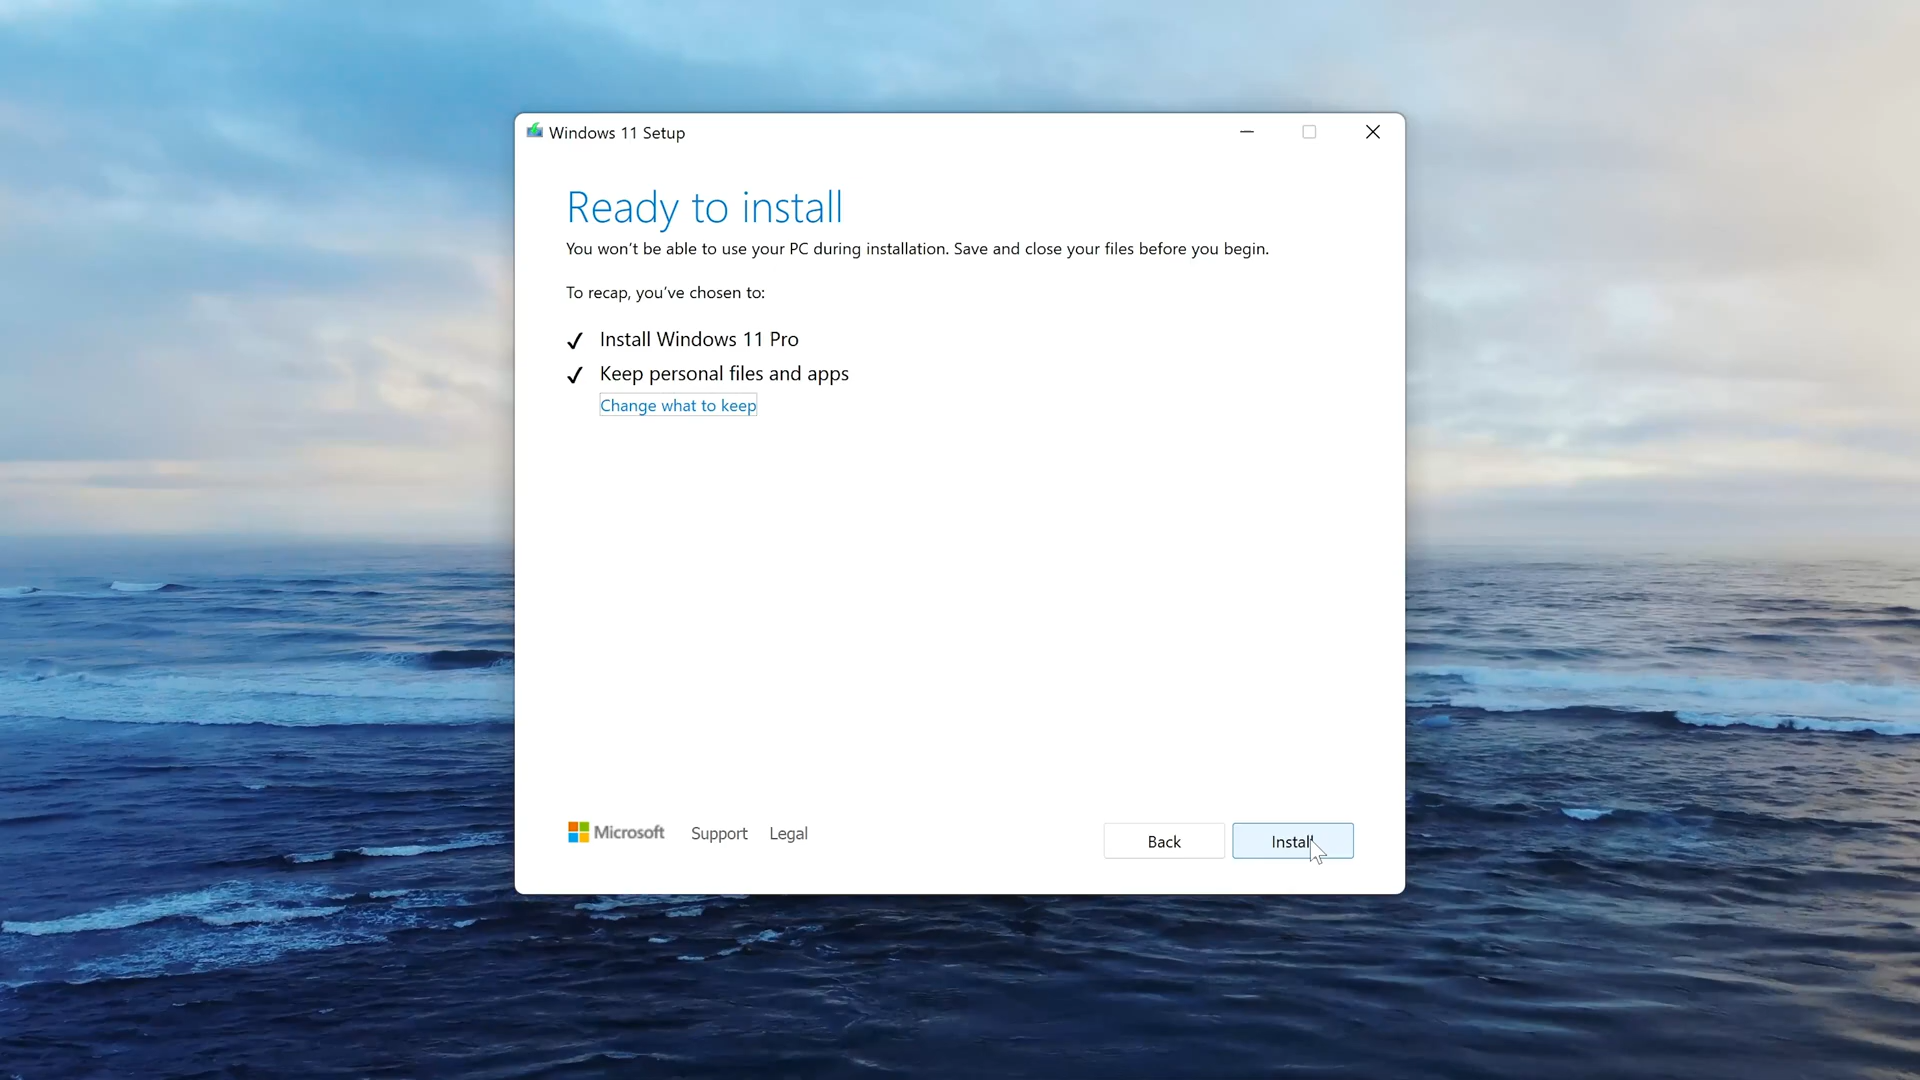 Windows 11 Setup
Ready to install
You won't be able to use your PC during installation. Save and close your files before you begin.
To recap, you've chosen to:
Install Windows 11 Pro
Keep personal files and apps
Change what to keep
Microsoft Support Legal
Back Install